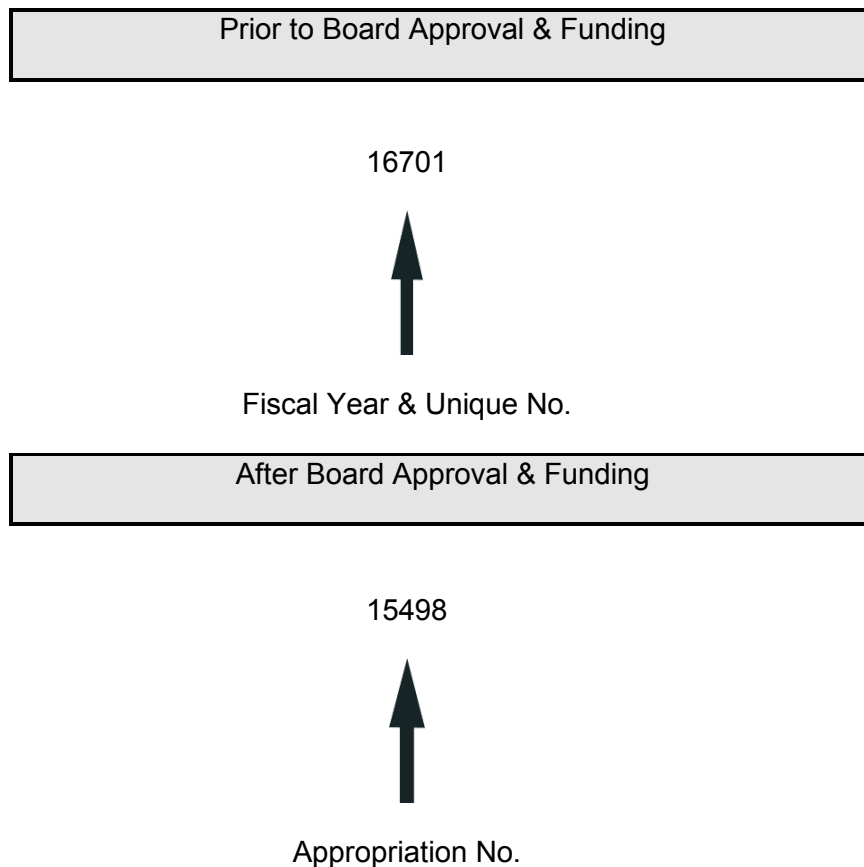 Prior to Board Approval & Funding
16701
Fiscal Year & Unique No.
After Board Approval & Funding
15498
Appropriation No.